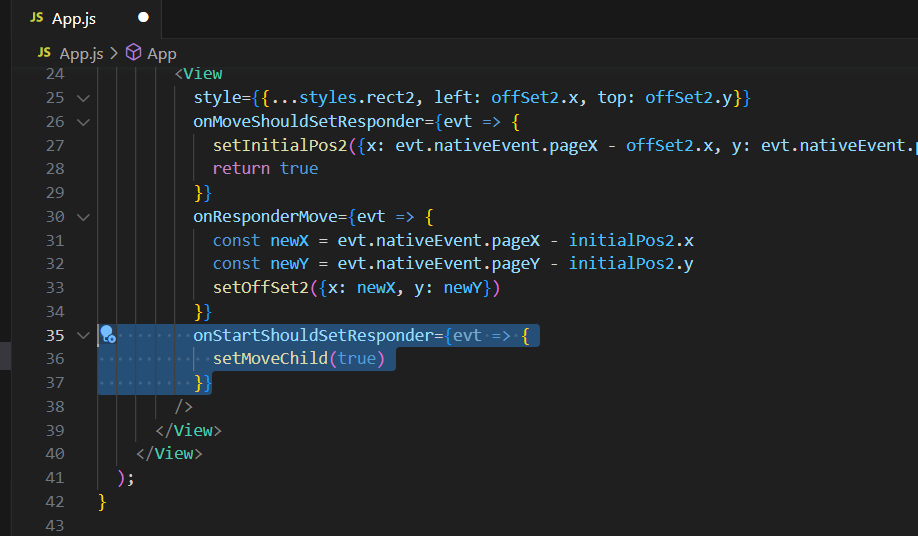 JS App.js
JS App.js > App
24 <View
25 style={{...styles.rect2, left: offSet2.x, top: offSet2.y}}
26 onMoveShouldSetResponder={evt => {
27 setInitialPos2({x: evt.nativeEvent.pageX - offSet2.x, y: evt.nativeEvent.
28 return true
29 }}
30 onResponderMove={evt => {
31 const newX = evt.nativeEvent.pageX - initialPos2.x
32 const newY = evt.nativeEvent.pageY - initialPos2.y
33 setOffSet2({x: newX, y: newY})
34 }}
35 onStartShouldSetResponder={evt => {
36 setMoveChild(true)
37 }}
38 />
39 </View>
40 </View>
41 );
42 }
43